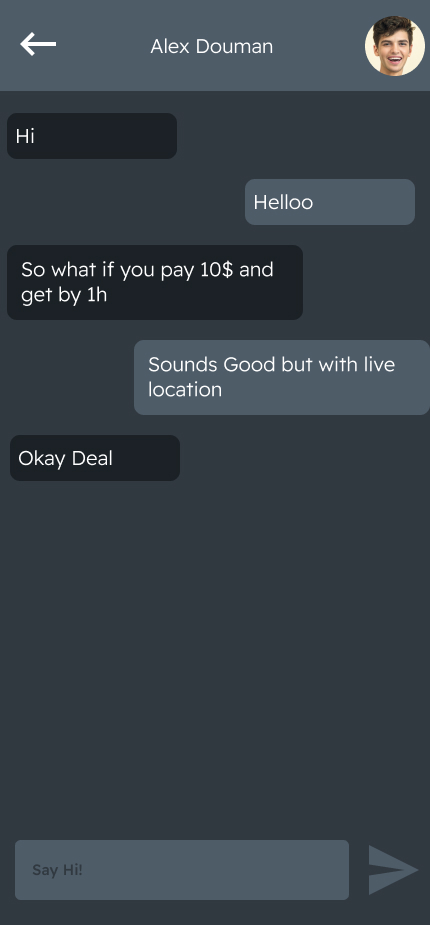 Alex Douman
Hi
Helloo
So what if you pay 10$ and
get by 1h
Sounds Good but with live
location
Okay Deal
Say Hi!